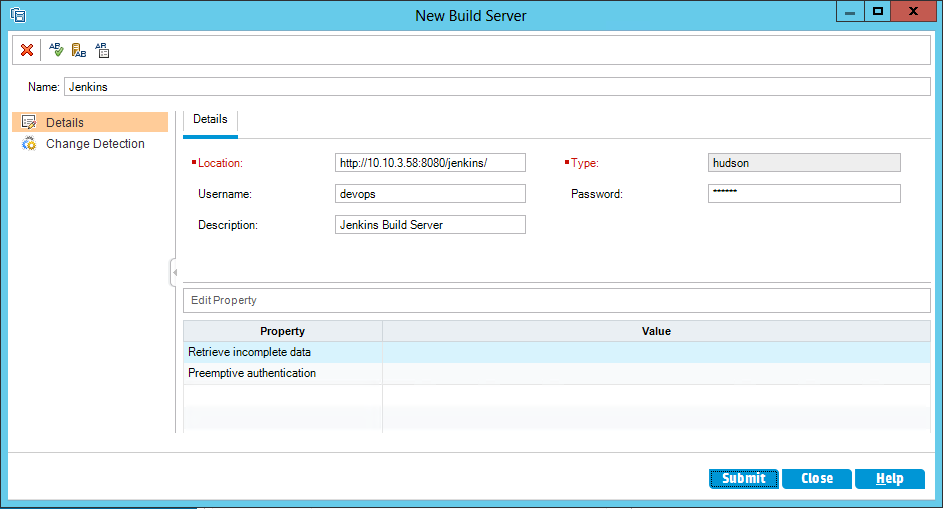 New Build Server
Name: Jenkins
Details
Change Detection
Details
Location: http://10.10.3.58:8080/jenkins/ Type: hudson
Username: devops Password: ******
Description: Jenkins Build Server
Edit Property
Property Value
Retrieve incomplete data
Preemptive authentication
Submit Close Help